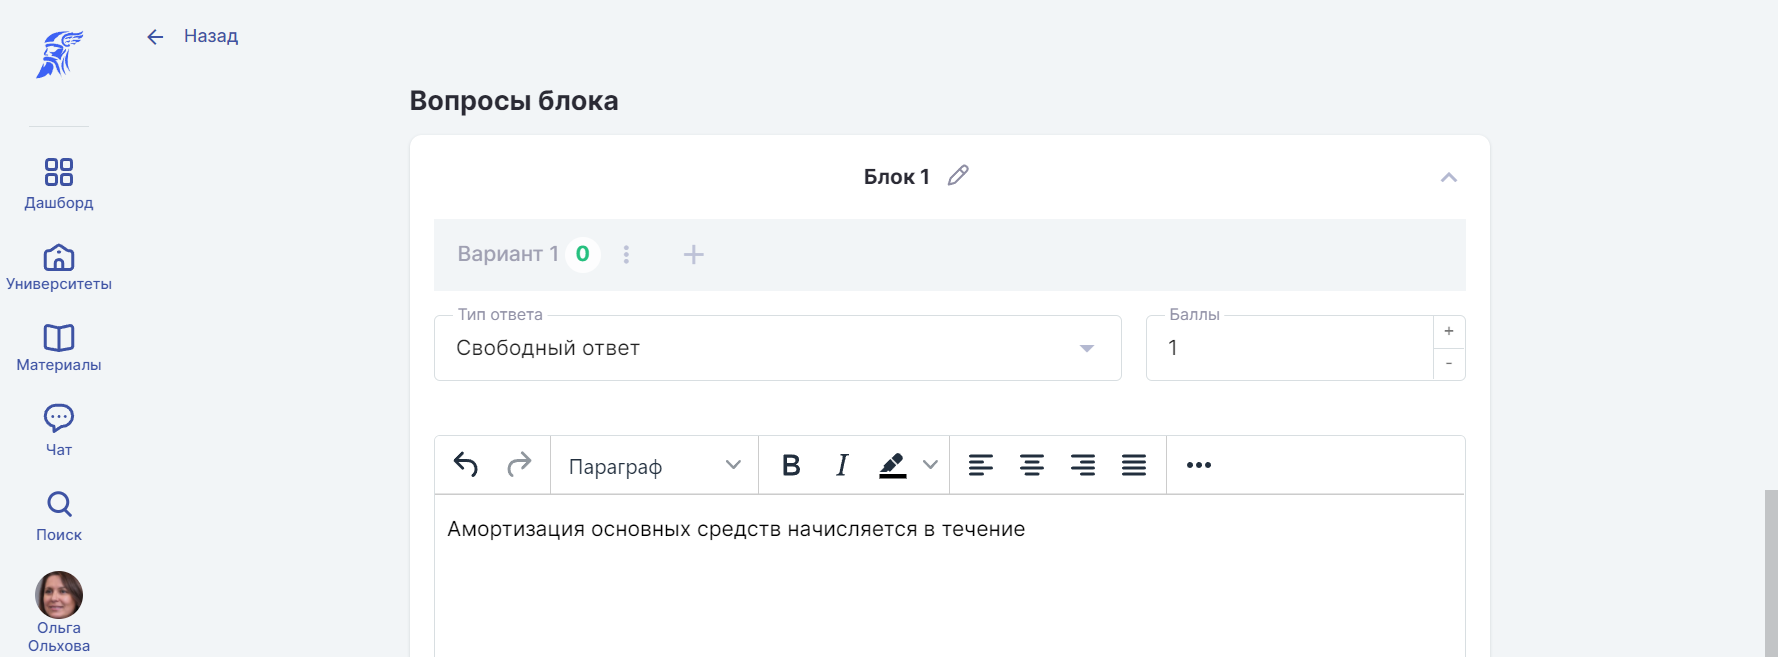 Назад
Вопросы блока
Блок 1
Вариант 1 0
Тип ответа
Свободный ответ
Баллы
1
+
-
Параграф
B I
Амортизация основных средств начисляется в течение
Дашборд
Университеты
Материалы
Чат
Поиск
Ольга
Ольхова